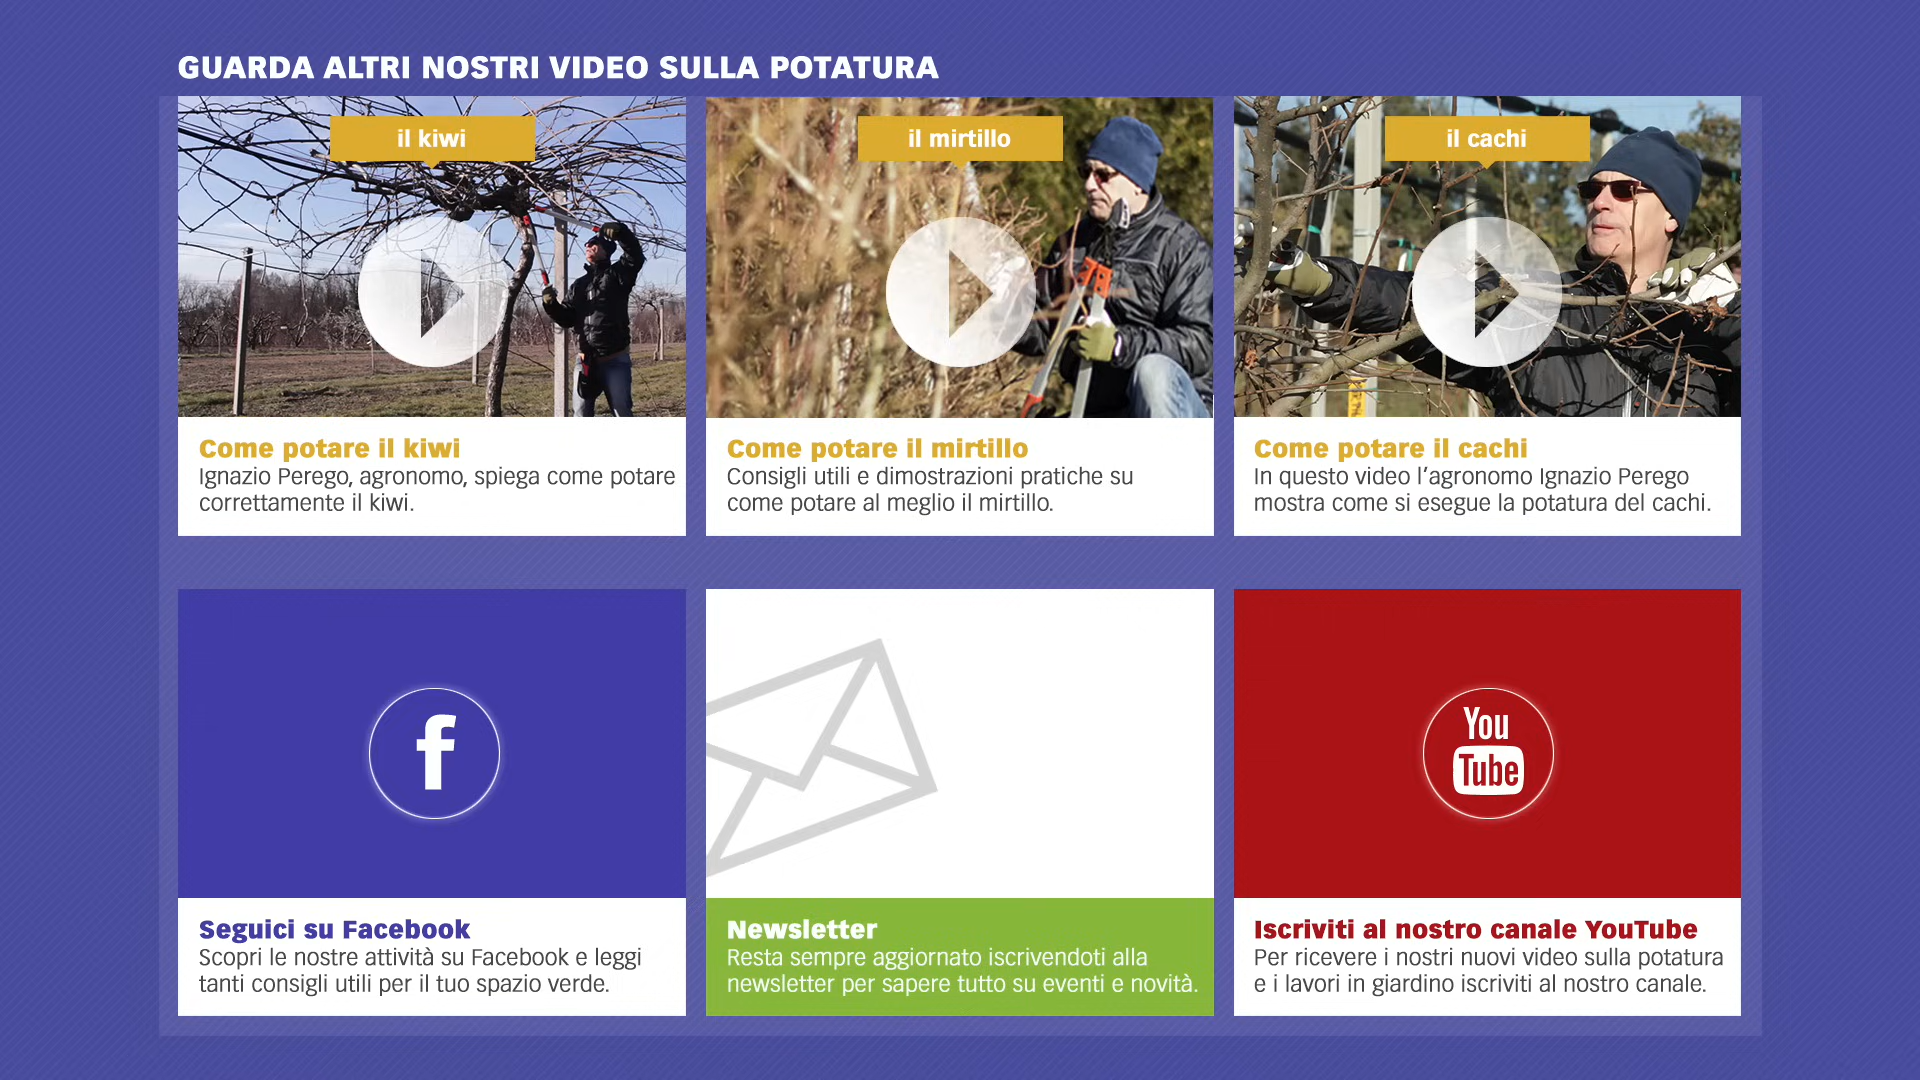 GUARDA ALTRI NOSTRI VIDEO SULLA POTATURA
il kiwi
il mirtillo
il cachi
Come potare il kiwi
Ignazio Perego, agronomo, spiega come potare
correttamente il kiwi.
Come potare il mirtillo
Consigli utili e dimostrazioni pratiche su
come potare al meglio il mirtillo.
Come potare il cachi
In questo video l'agronomo Ignazio Perego
mostra come si esegue la potatura del cachi.
f
You
Tube
Seguici su Facebook
Scopri le nostre attività su Facebook e leggi
tanti consigli utili per il tuo spazio verde.
Newsletter
Resta sempre aggiornato iscrivendoti alla
newsletter per sapere tutto su eventi e novità.
Iscriviti al nostro canale YouTube
Per ricevere i nostri nuovi video sulla potatura
e i lavori in giardino iscriviti al nostro canale.